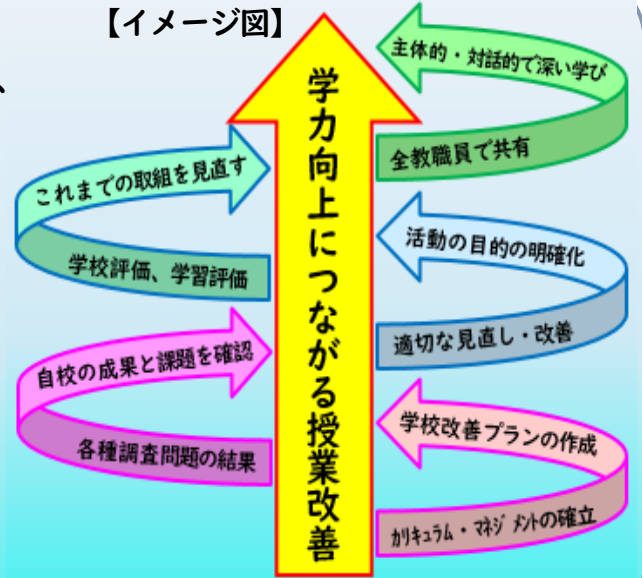 【イメージ図】
、
学力向上につながる授業改善
主体的・対話的で深い学び
全教職員で共有
これまでの取組を見直す
学校評価、学習評価
活動の目的の明確化
適切な見直し・改善
自校の成果と課題を確認
各種調査問題の結果
学校改善プランの作成
ｶﾘｷｭﾗﾑ・ﾏﾈｼﾞﾒﾝﾄの確立